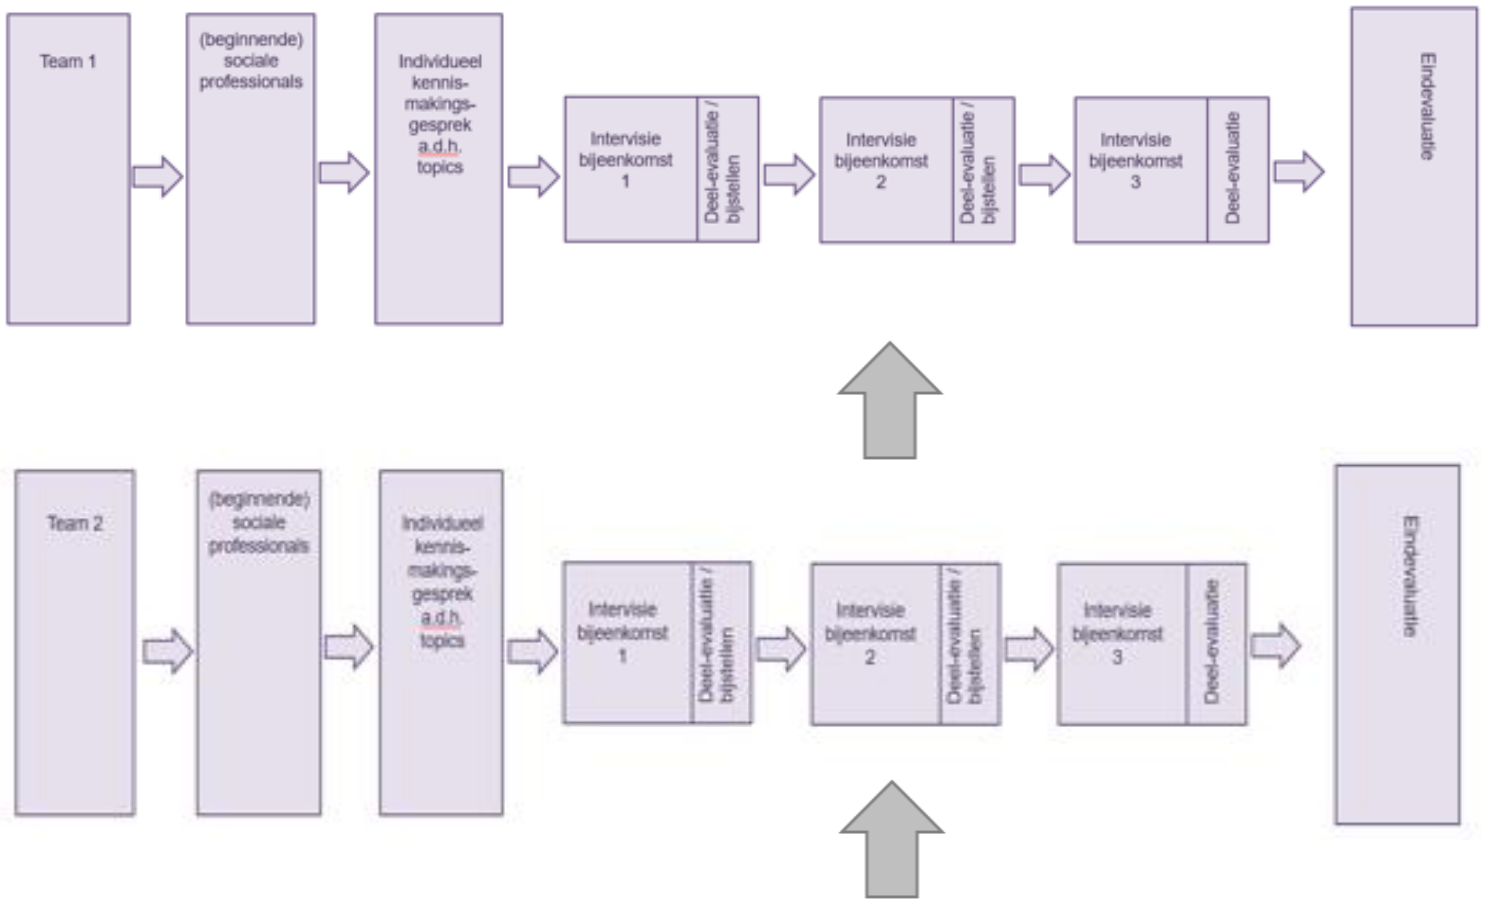 Team 1
(beginnende)
sociale
professionals
Individueel
kennis-
makings-
gesprek
a.d.h.
topics
Intervisie
bijeenkomst
1
Deel-evaluatie /
bijstellen
Intervisie
bijeenkomst
2
Deel-evaluatie /
bijstellen
Intervisie
bijeenkomst
3
Deel-evaluatie
Eindevaluatie
Team 2
(beginnende)
sociale
professionals
Individueel
kennis-
makings-
gesprek
a.d.h.
topics
Intervisie
bijeenkomst
1
Deel-evaluatie /
bijstellen
Intervisie
bijeenkomst
2
Deel-evaluatie /
bijstellen
Intervisie
bijeenkomst
3
Deel-evaluatie
Eindevaluatie